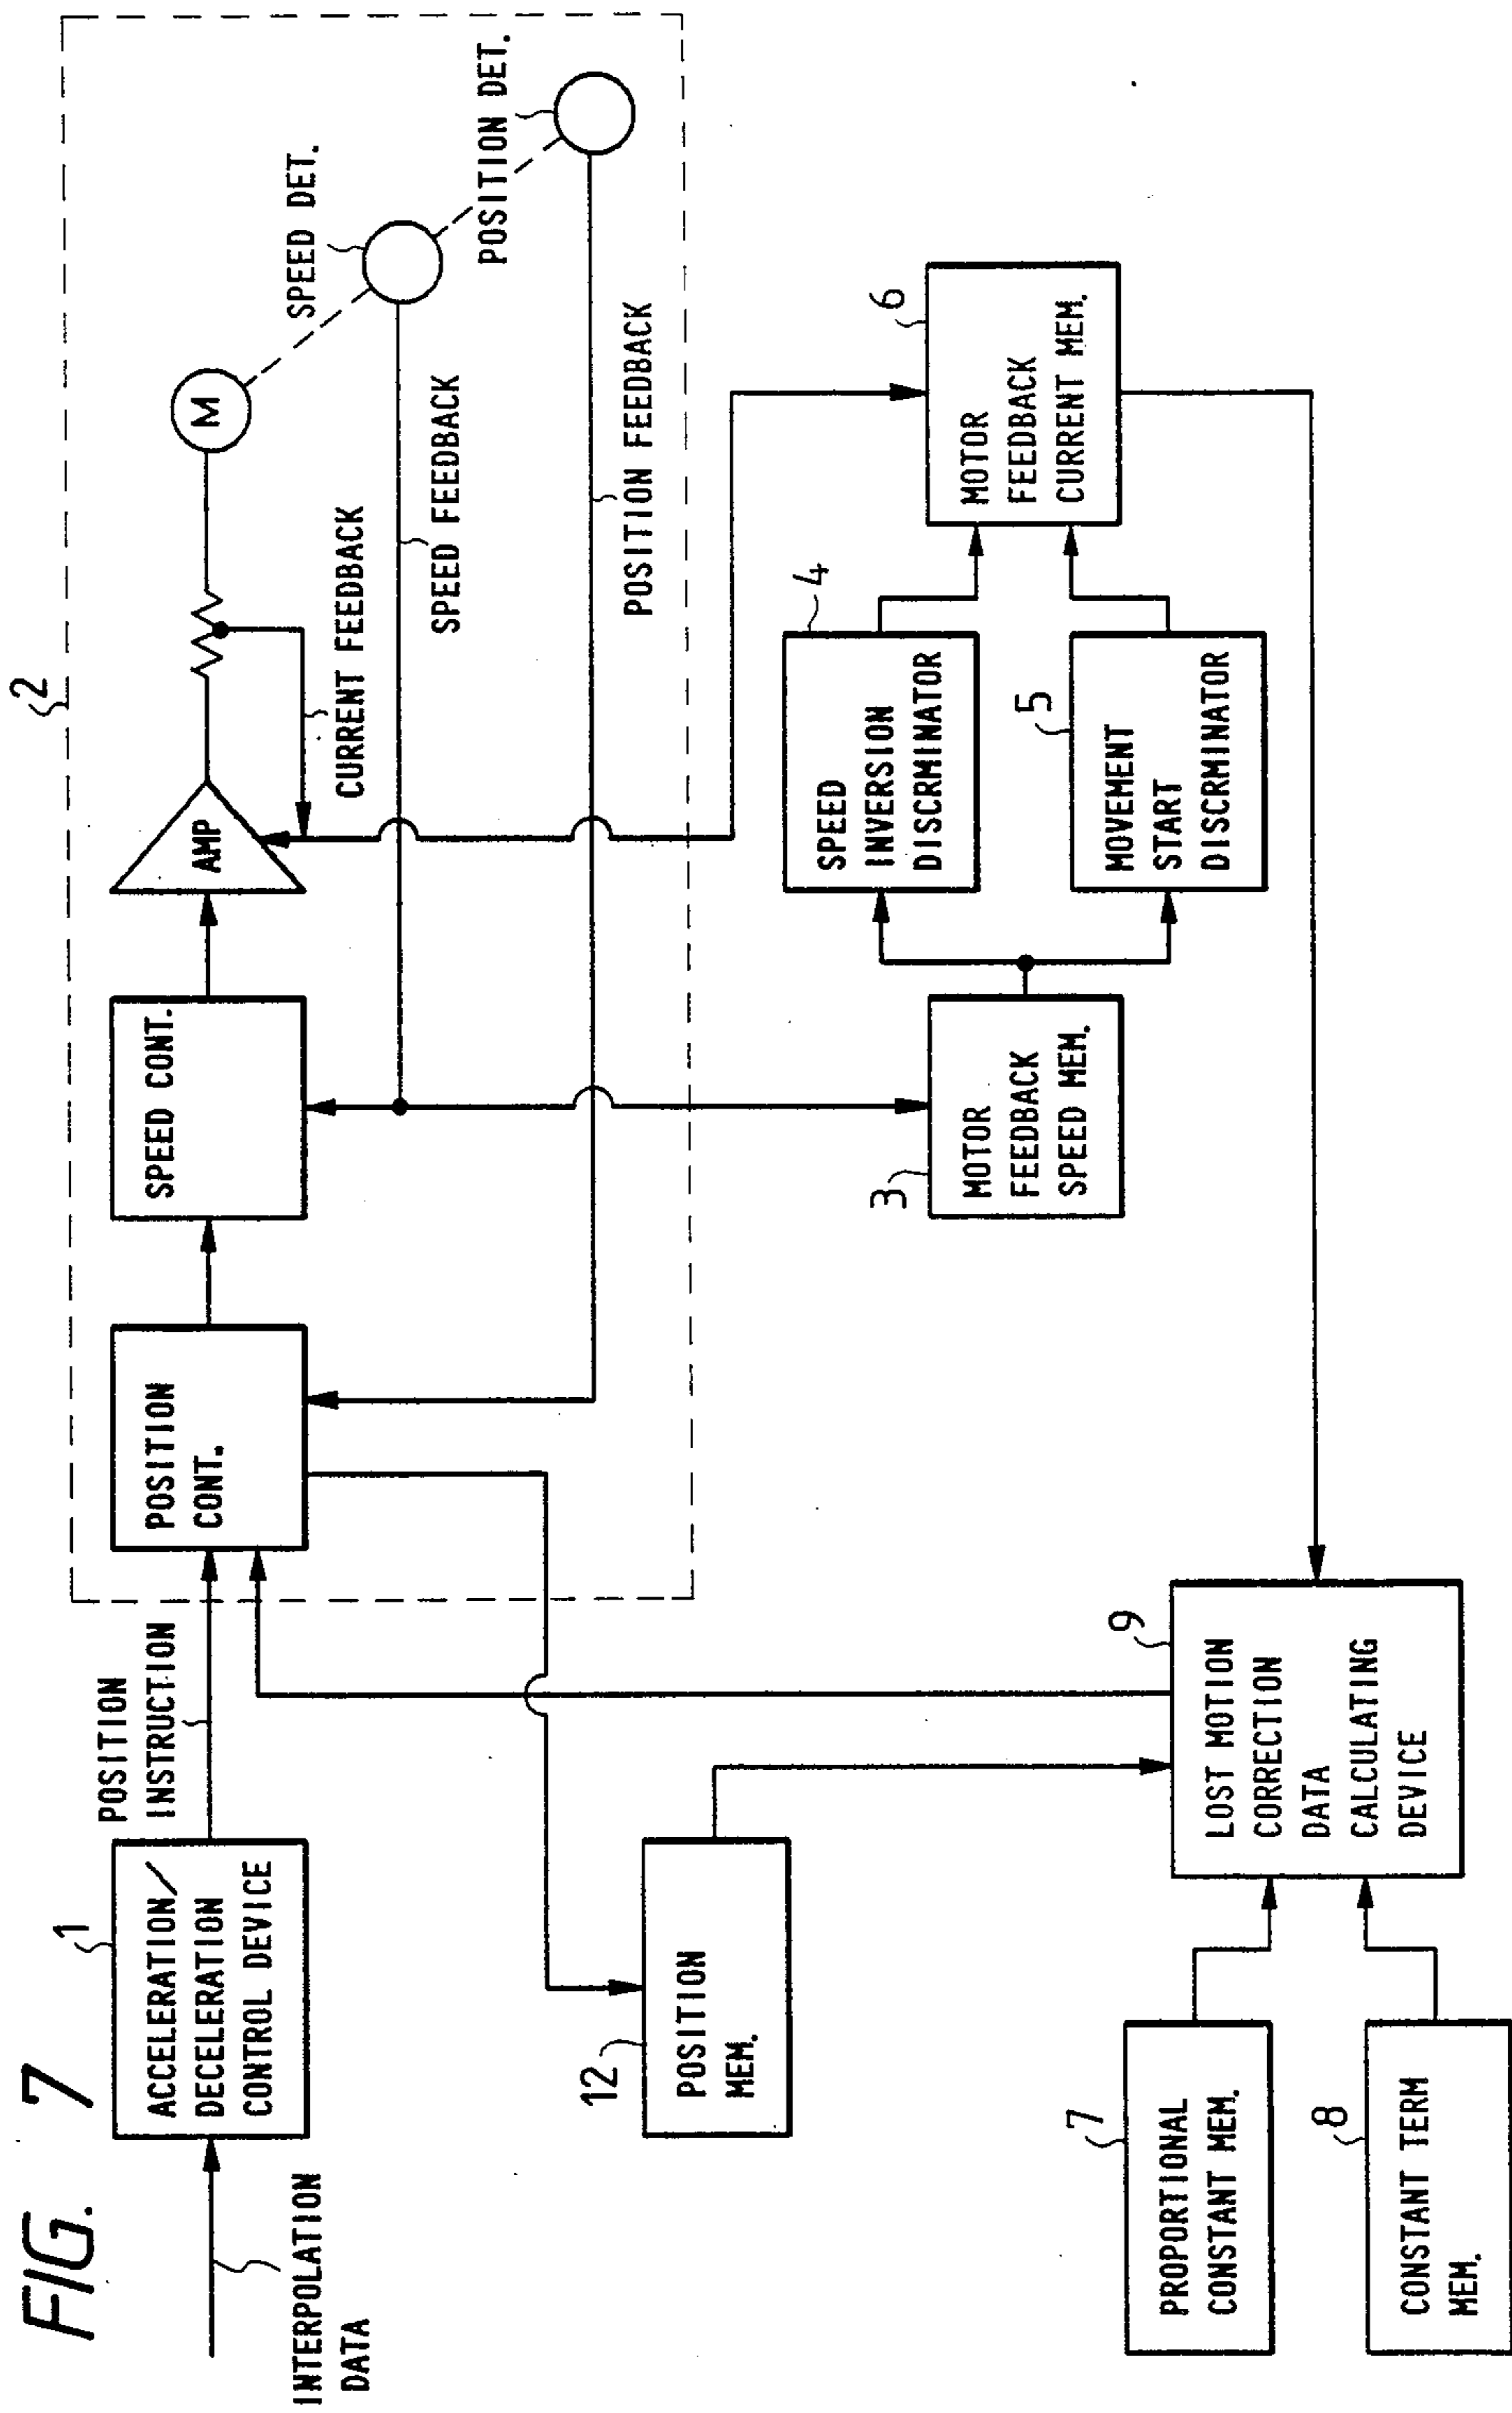 FIG. 7
2
1
ACCELERATION/
DECELERATION
CONTROL DEVICE
INTERPOLATION
DATA
POSITION
INSTRUCTION
POSITION
CONT.
SPEED CONT.
AMP
M
CURRENT FEEDBACK
SPEED DET.
SPEED FEEDBACK
POSITION DET.
POSITION FEEDBACK
12
POSITION
MEM.
3
MOTOR
FEEDBACK
SPEED MEM.
4
SPEED
INVERSION
DISCRMINATOR
5
MOVEMENT
START
DISCRMINATOR
6
MOTOR
FEEDBACK
CURRENT MEM.
7
PROPORTIONAL
CONSTANT MEM.
8
CONSTANT TERM
MEM.
9
LOST MOTION
CORRECTION
DATA
CALCULATING
DEVICE